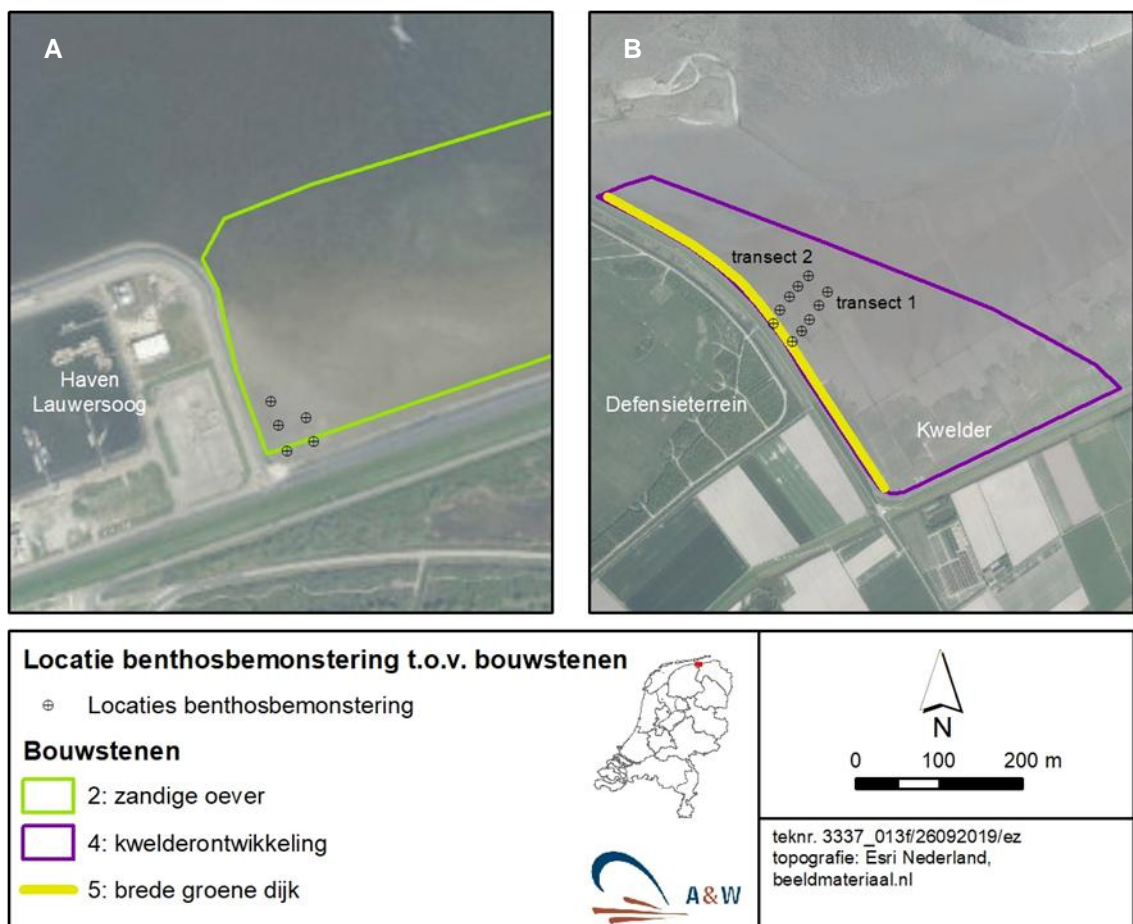 A
B
transect 2
transect 1
Haven
Lauwersoog
Defensieterrein
Kwelder
Locatie benthosbemonstering t.o.v. bouwstenen
Locaties benthosbemonstering
Bouwstenen
2: zandige oever
4: kwelderontwikkeling
5: brede groene dijk
A&W
N
0 100 200 m
teknr. 3337_013f/26092019/ez
topografie: Esri Nederland,
beeldmateriaal.nl